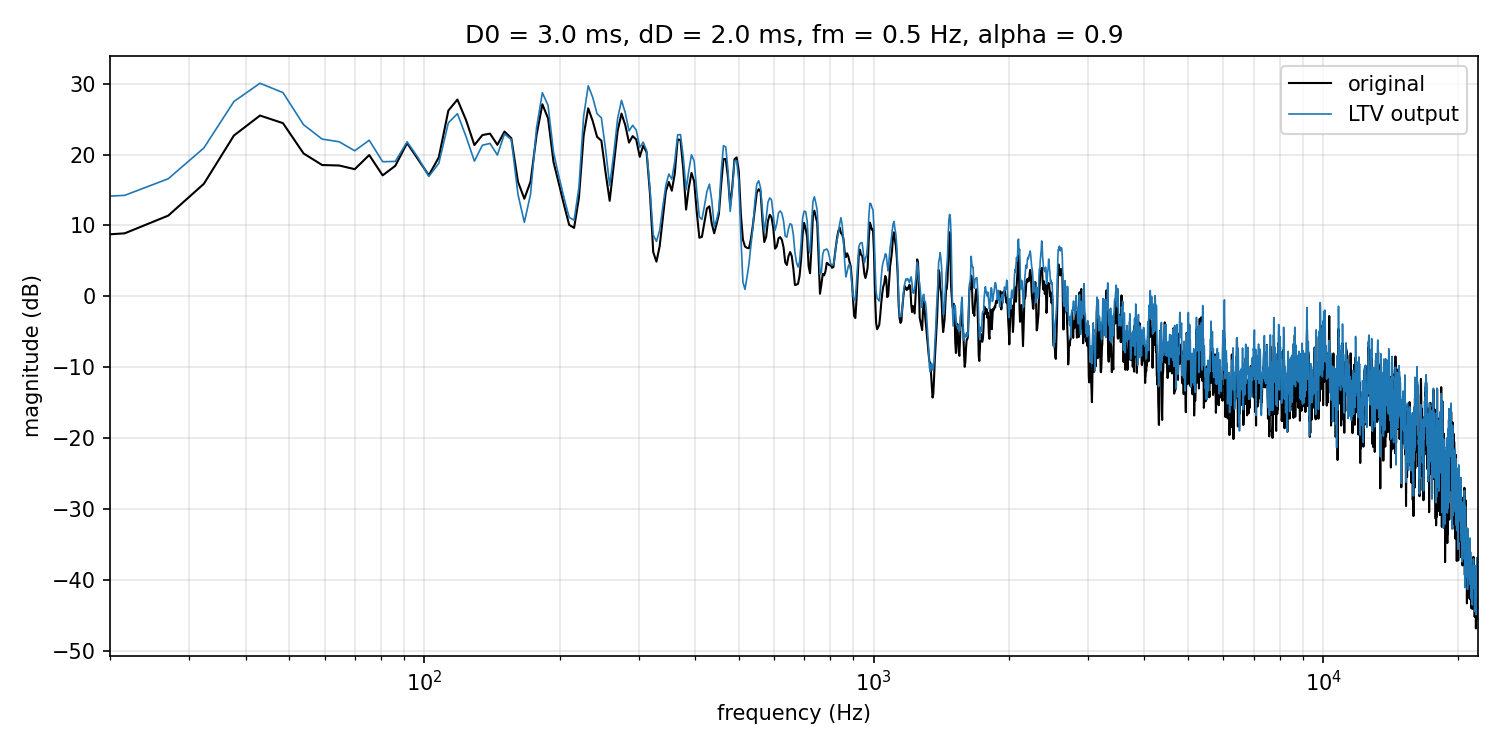 D0 = 3.0 ms, dD = 2.0 ms, fm = 0.5 Hz, alpha = 0.9
original
LTV output
magnitude (dB)
30
20
10
0
−10
−20
−30
−40
−50
10²
10³
10⁴
frequency (Hz)